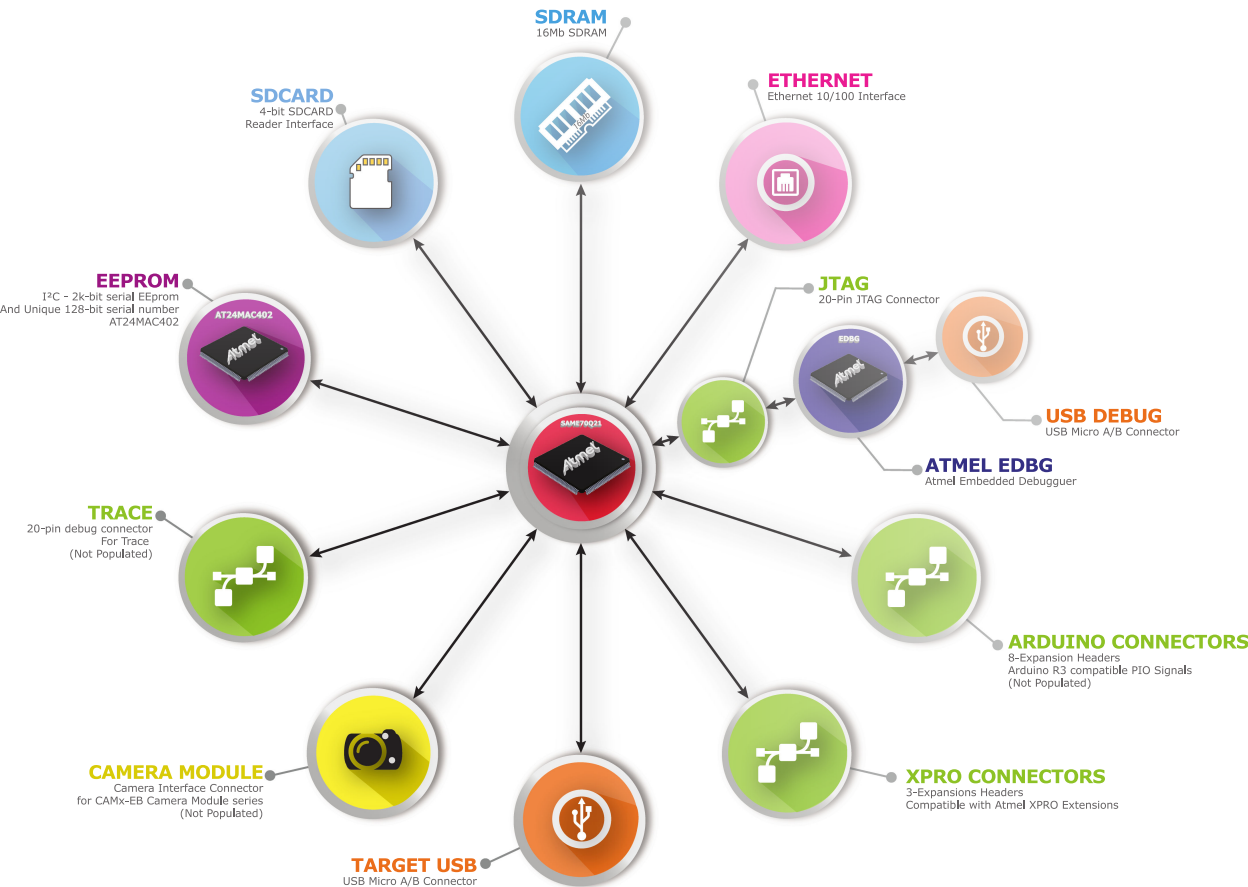 SDRAM
16Mb SDRAM
16Mb
ETHERNET
Ethernet 10/100 Interface
SDCARD
4-bit SDCARD
Reader Interface
EEPROM
I²C - 2k-bit serial EEprom
And Unique 128-bit serial number
AT24MAC402
AT24MAC402
Atmel
JTAG
20-Pin JTAG Connector
EDBG
Atmel
USB DEBUG
USB Micro A/B Connector
ATMEL EDBG
Atmel Embedded Debugguer
SAME70Q21
Atmel
TRACE
20-pin debug connector
For Trace
(Not Populated)
ARDUINO CONNECTORS
8-Expansion Headers
Arduino R3 compatible PIO Signals
(Not Populated)
CAMERA MODULE
Camera Interface Connector
for CAMx-EB Camera Module series
(Not Populated)
XPRO CONNECTORS
3-Expansions Headers
Compatible with Atmel XPRO Extensions
TARGET USB
USB Micro A/B Connector